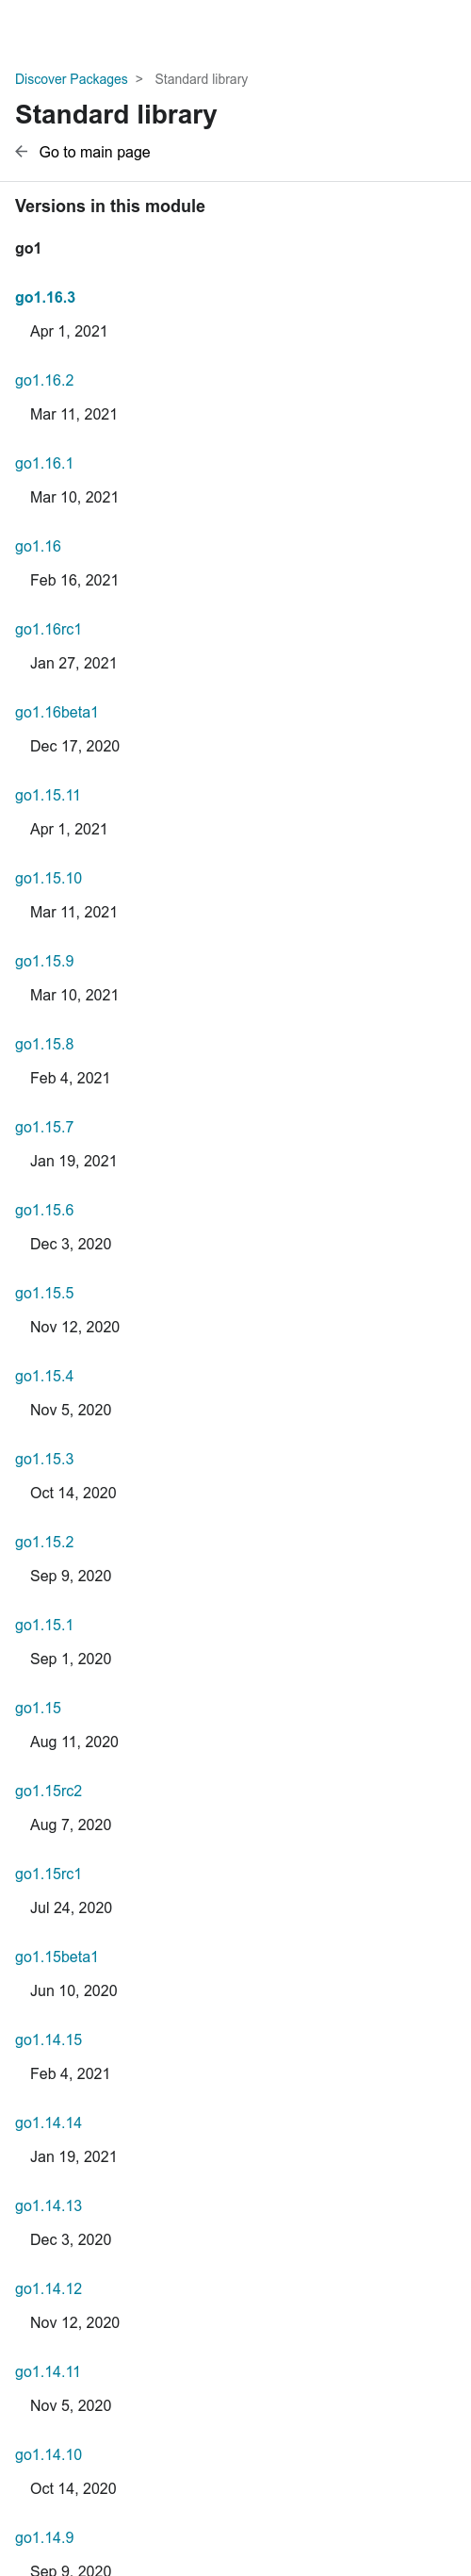 Discover Packages > Standard library
Standard library
← Go to main page
Versions in this module
go1
go1.16.3
Apr 1, 2021
go1.16.2
Mar 11, 2021
go1.16.1
Mar 10, 2021
go1.16
Feb 16, 2021
go1.16rc1
Jan 27, 2021
go1.16beta1
Dec 17, 2020
go1.15.11
Apr 1, 2021
go1.15.10
Mar 11, 2021
go1.15.9
Mar 10, 2021
go1.15.8
Feb 4, 2021
go1.15.7
Jan 19, 2021
go1.15.6
Dec 3, 2020
go1.15.5
Nov 12, 2020
go1.15.4
Nov 5, 2020
go1.15.3
Oct 14, 2020
go1.15.2
Sep 9, 2020
go1.15.1
Sep 1, 2020
go1.15
Aug 11, 2020
go1.15rc2
Aug 7, 2020
go1.15rc1
Jul 24, 2020
go1.15beta1
Jun 10, 2020
go1.14.15
Feb 4, 2021
go1.14.14
Jan 19, 2021
go1.14.13
Dec 3, 2020
go1.14.12
Nov 12, 2020
go1.14.11
Nov 5, 2020
go1.14.10
Oct 14, 2020
go1.14.9
Sep 9, 2020